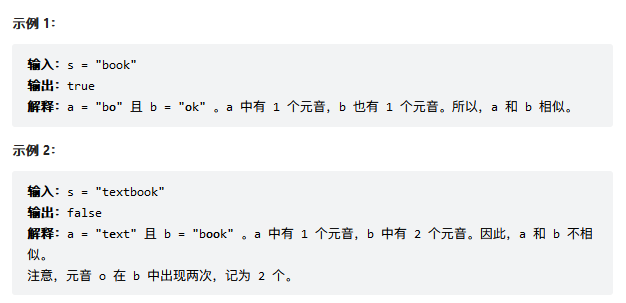 示例 1：
输入：s = "book"
输出：true
解释：a = "bo" 且 b = "ok" 。a 中有 1 个元音，b 也有 1 个元音。所以，a 和 b 相似。
示例 2：
输入：s = "textbook"
输出：false
解释：a = "text" 且 b = "book" 。a 中有 1 个元音，b 中有 2 个元音。因此，a 和 b 不相
似。
注意，元音 o 在 b 中出现两次，记为 2 个。